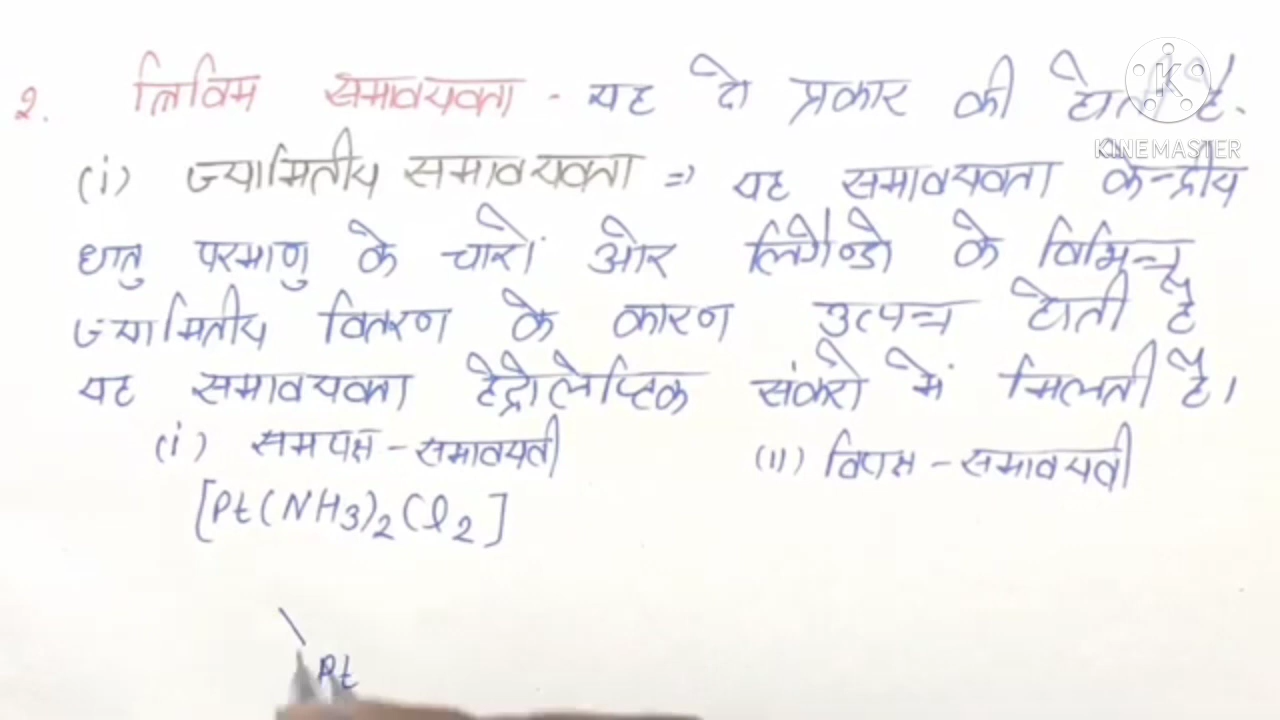 2. त्रिविम समावयवता - यह दो प्रकार की होती है.
(i) ज्यामितीय समावयवता => यह समावयवता केन्द्रीय
धातु परमाणु के चारों ओर लिगैण्डो के विभिन्न
ज्यामितीय वितरण के कारण उत्पन्न होती है
यह समावयवता हेट्रोलेप्टिक संकरो में मिलती है।
(i) समपक्ष - समावयवी (ii) विपक्ष - समावयवी
[Pt(NH3)2Cl2]
Pt
K
KINEMASTER